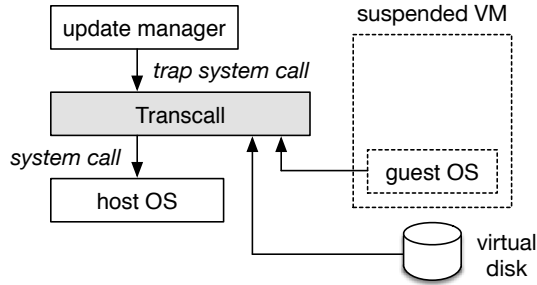 suspended VM
update manager
trap system call
Transcall
system call
guest OS
host OS
virtual
disk